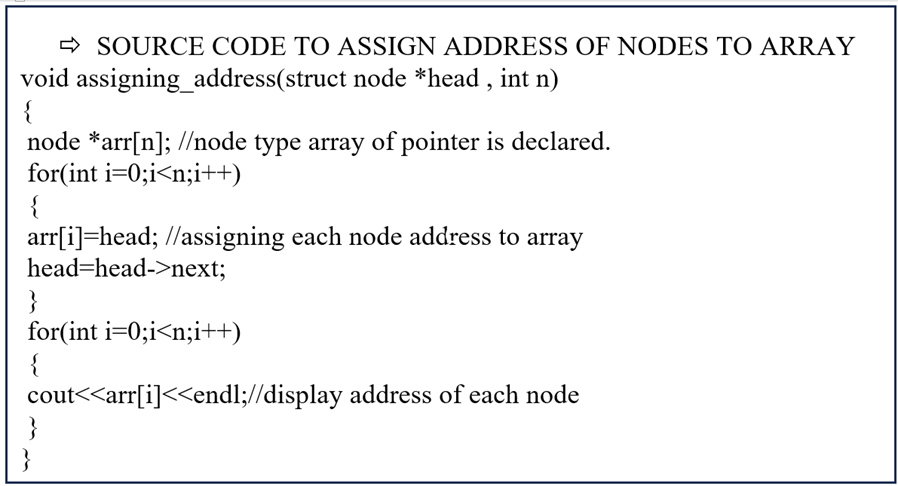 ⇨ SOURCE CODE TO ASSIGN ADDRESS OF NODES TO ARRAY
void assigning_address(struct node *head , int n)
{
node *arr[n]; //node type array of pointer is declared.
for(int i=0;i<n;i++)
{
arr[i]=head; //assigning each node address to array
head=head->next;
}
for(int i=0;i<n;i++)
{
cout<<arr[i]<<endl;//display address of each node
}
}